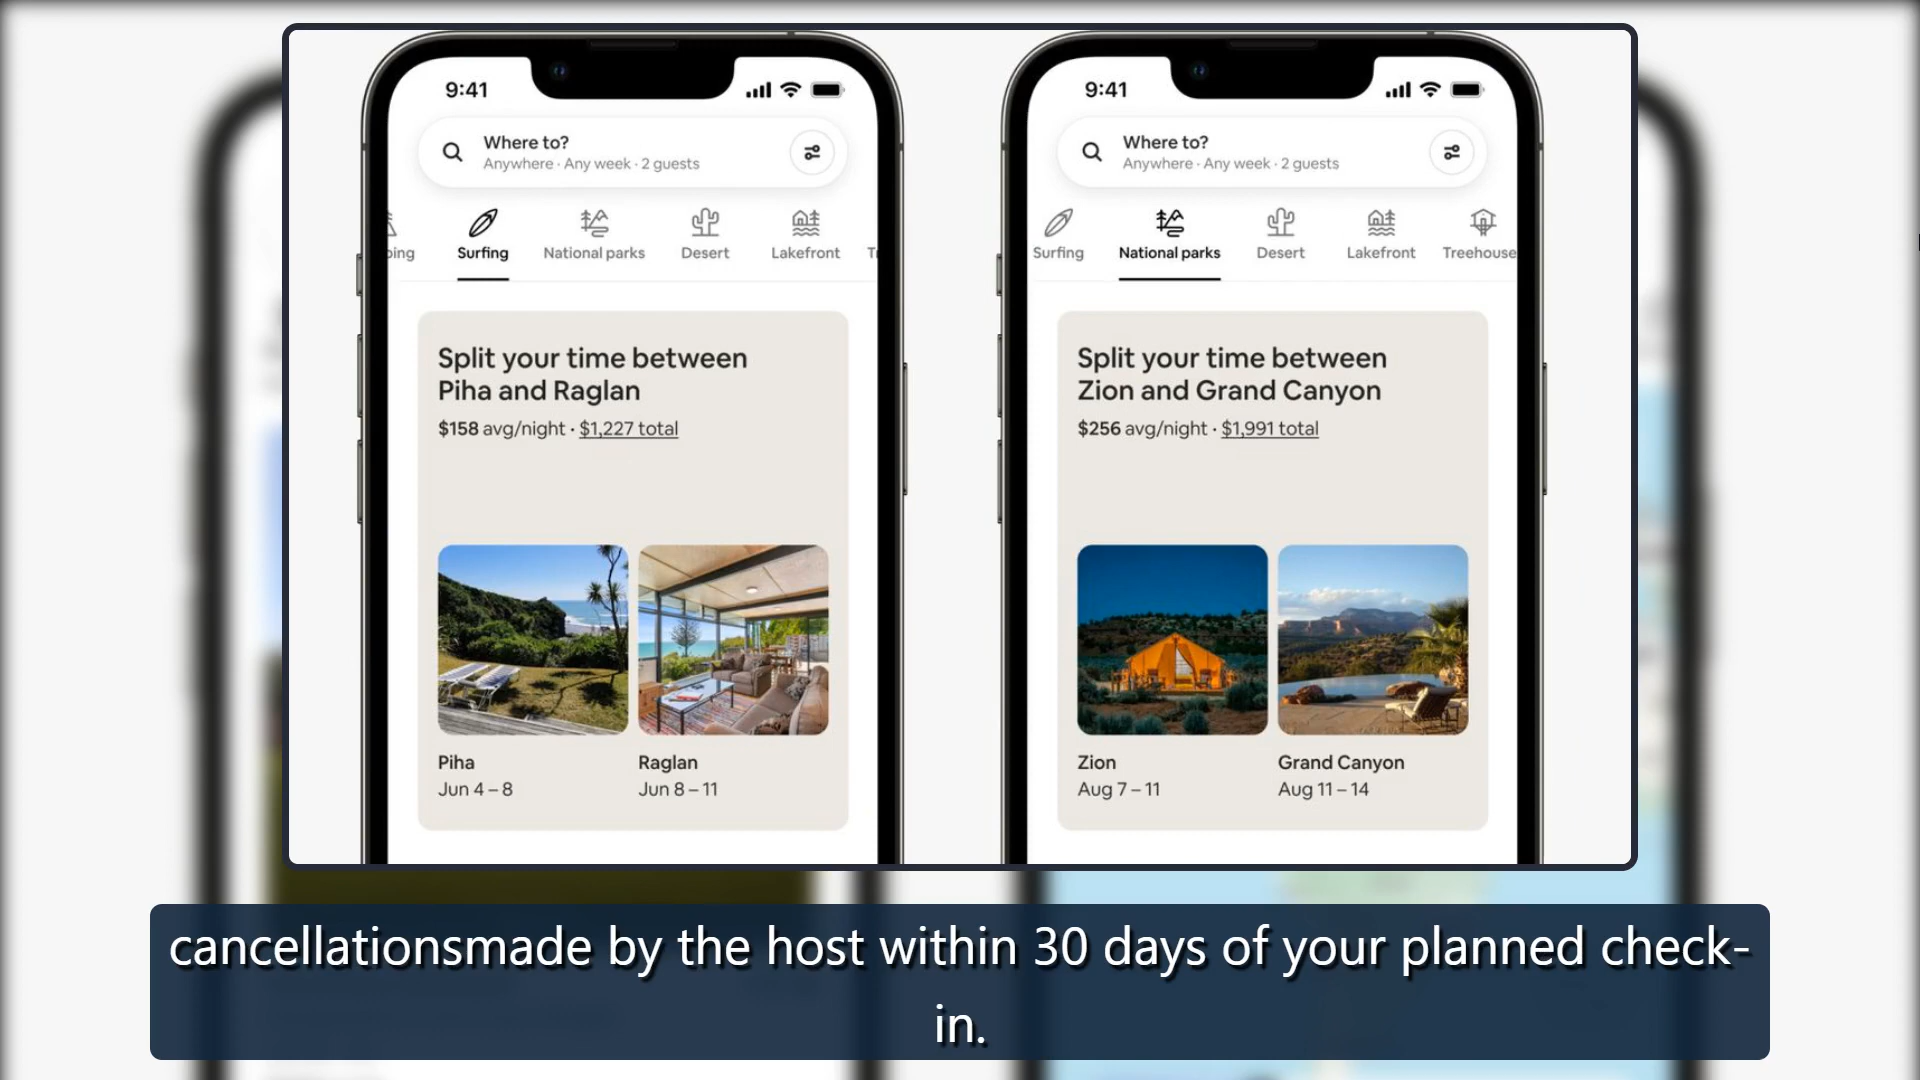 9:41
Where to?
Anywhere · Any week · 2 guests
ping
Surfing
National parks
Desert
Lakefront
Tr
Split your time between
Piha and Raglan
$158 avg/night · $1,227 total
Piha
Jun 4 – 8
Raglan
Jun 8 – 11
9:41
Where to?
Anywhere · Any week · 2 guests
Surfing
National parks
Desert
Lakefront
Treehouse
Split your time between
Zion and Grand Canyon
$256 avg/night · $1,991 total
Zion
Aug 7 – 11
Grand Canyon
Aug 11 – 14
cancellationsmade by the host within 30 days of your planned check-
in.